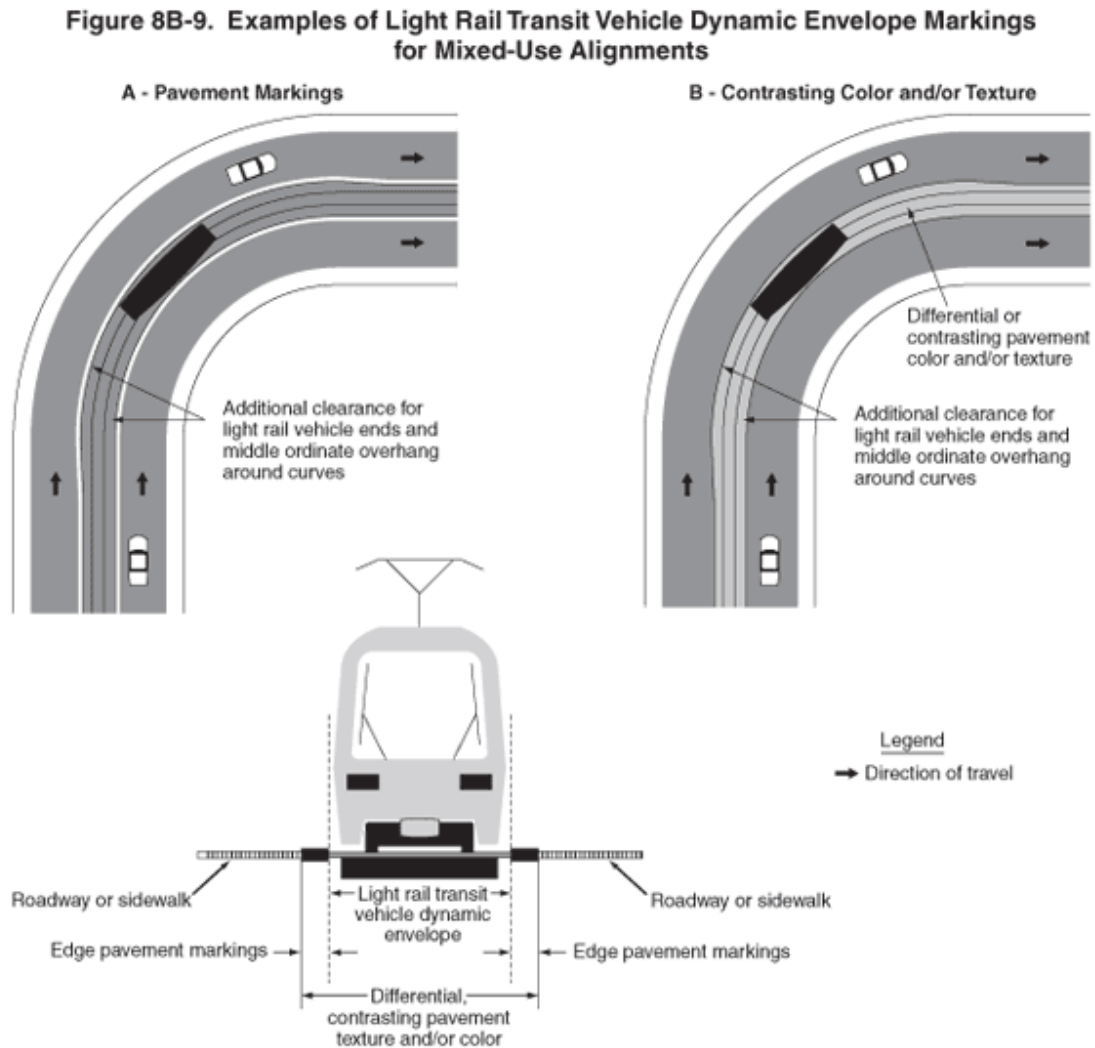 Figure 8B-9. Examples of Light Rail Transit Vehicle Dynamic Envelope Markings
for Mixed-Use Alignments
A - Pavement Markings
B - Contrasting Color and/or Texture
Differential or
contrasting pavement
color and/or texture
Additional clearance for
light rail vehicle ends and
middle ordinate overhang
around curves
Additional clearance for
light rail vehicle ends and
middle ordinate overhang
around curves
Legend
Direction of travel
Roadway or sidewalk
Light rail transit
vehicle dynamic
envelope
Roadway or sidewalk
Edge pavement markings
Edge pavement markings
Differential,
contrasting pavement
texture and/or color